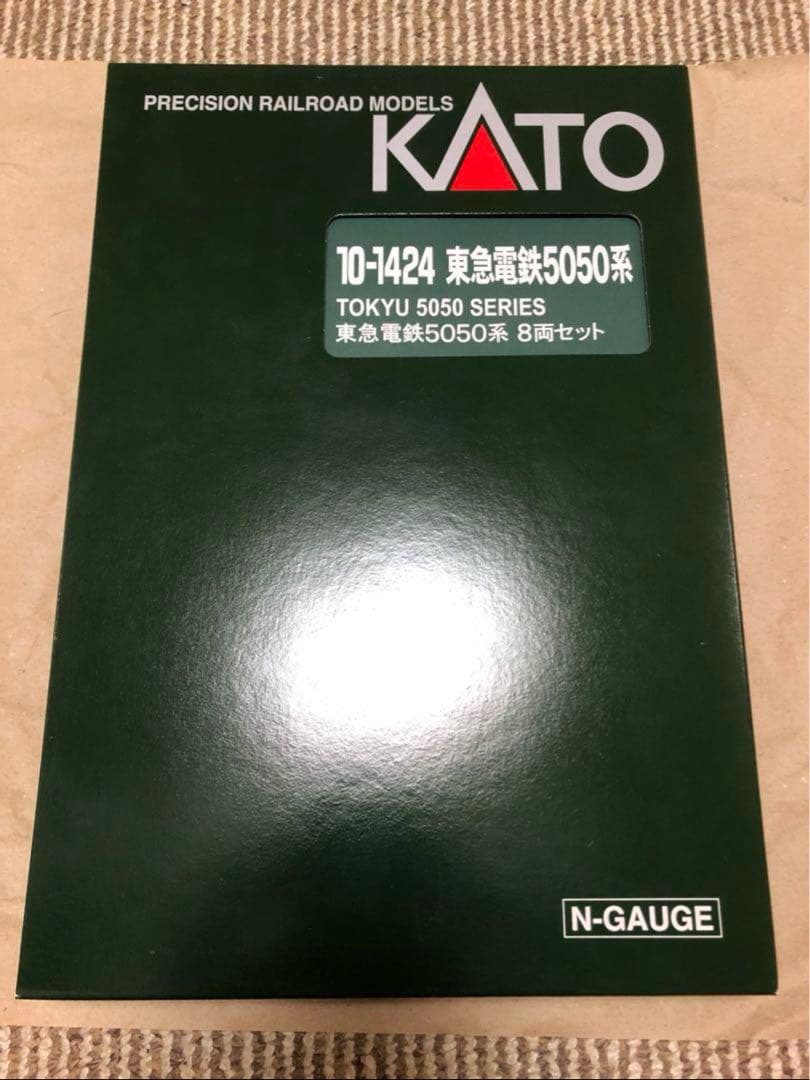 PRECISION RAILROAD MODELS
KATO
10-1424 東急電鉄5050系
TOKYU 5050 SERIES
東急電鉄5050系 8両セット
N-GAUGE